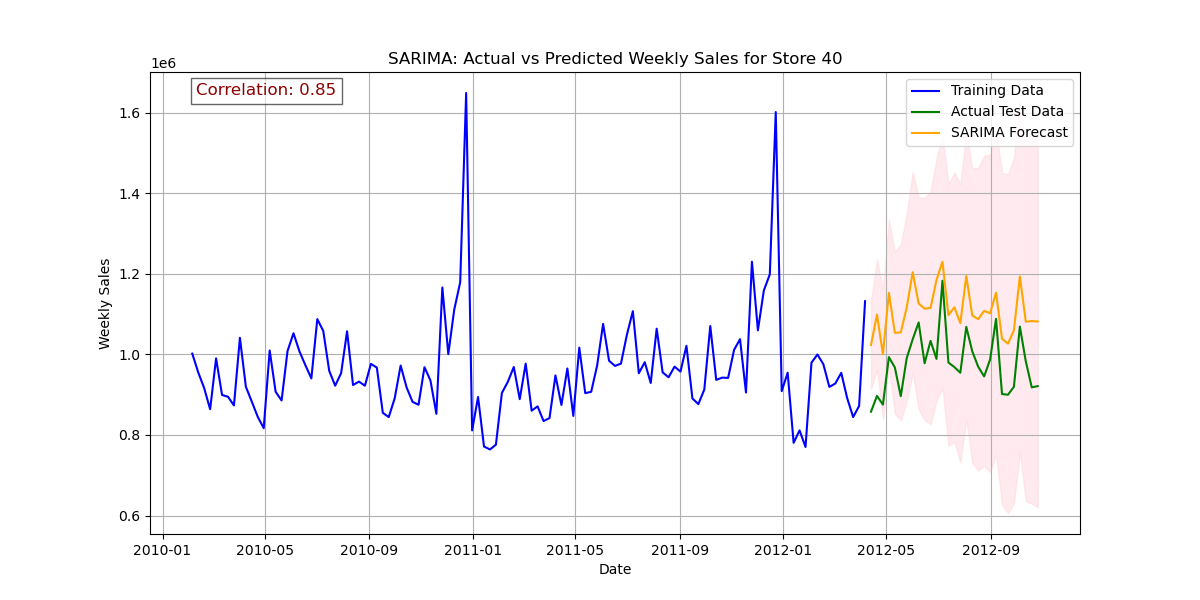 SARIMA: Actual vs Predicted Weekly Sales for Store 40
1e6
Correlation: 0.85
Training Data
Actual Test Data
SARIMA Forecast
1.6
1.4
1.2
1.0
0.8
0.6
Weekly Sales
2010-01 2010-05 2010-09 2011-01 2011-05 2011-09 2012-01 2012-05 2012-09
Date